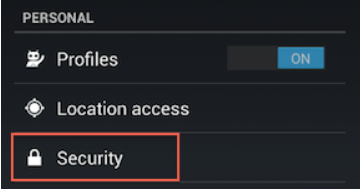 PERSONAL
Profiles ON
Location access
Security